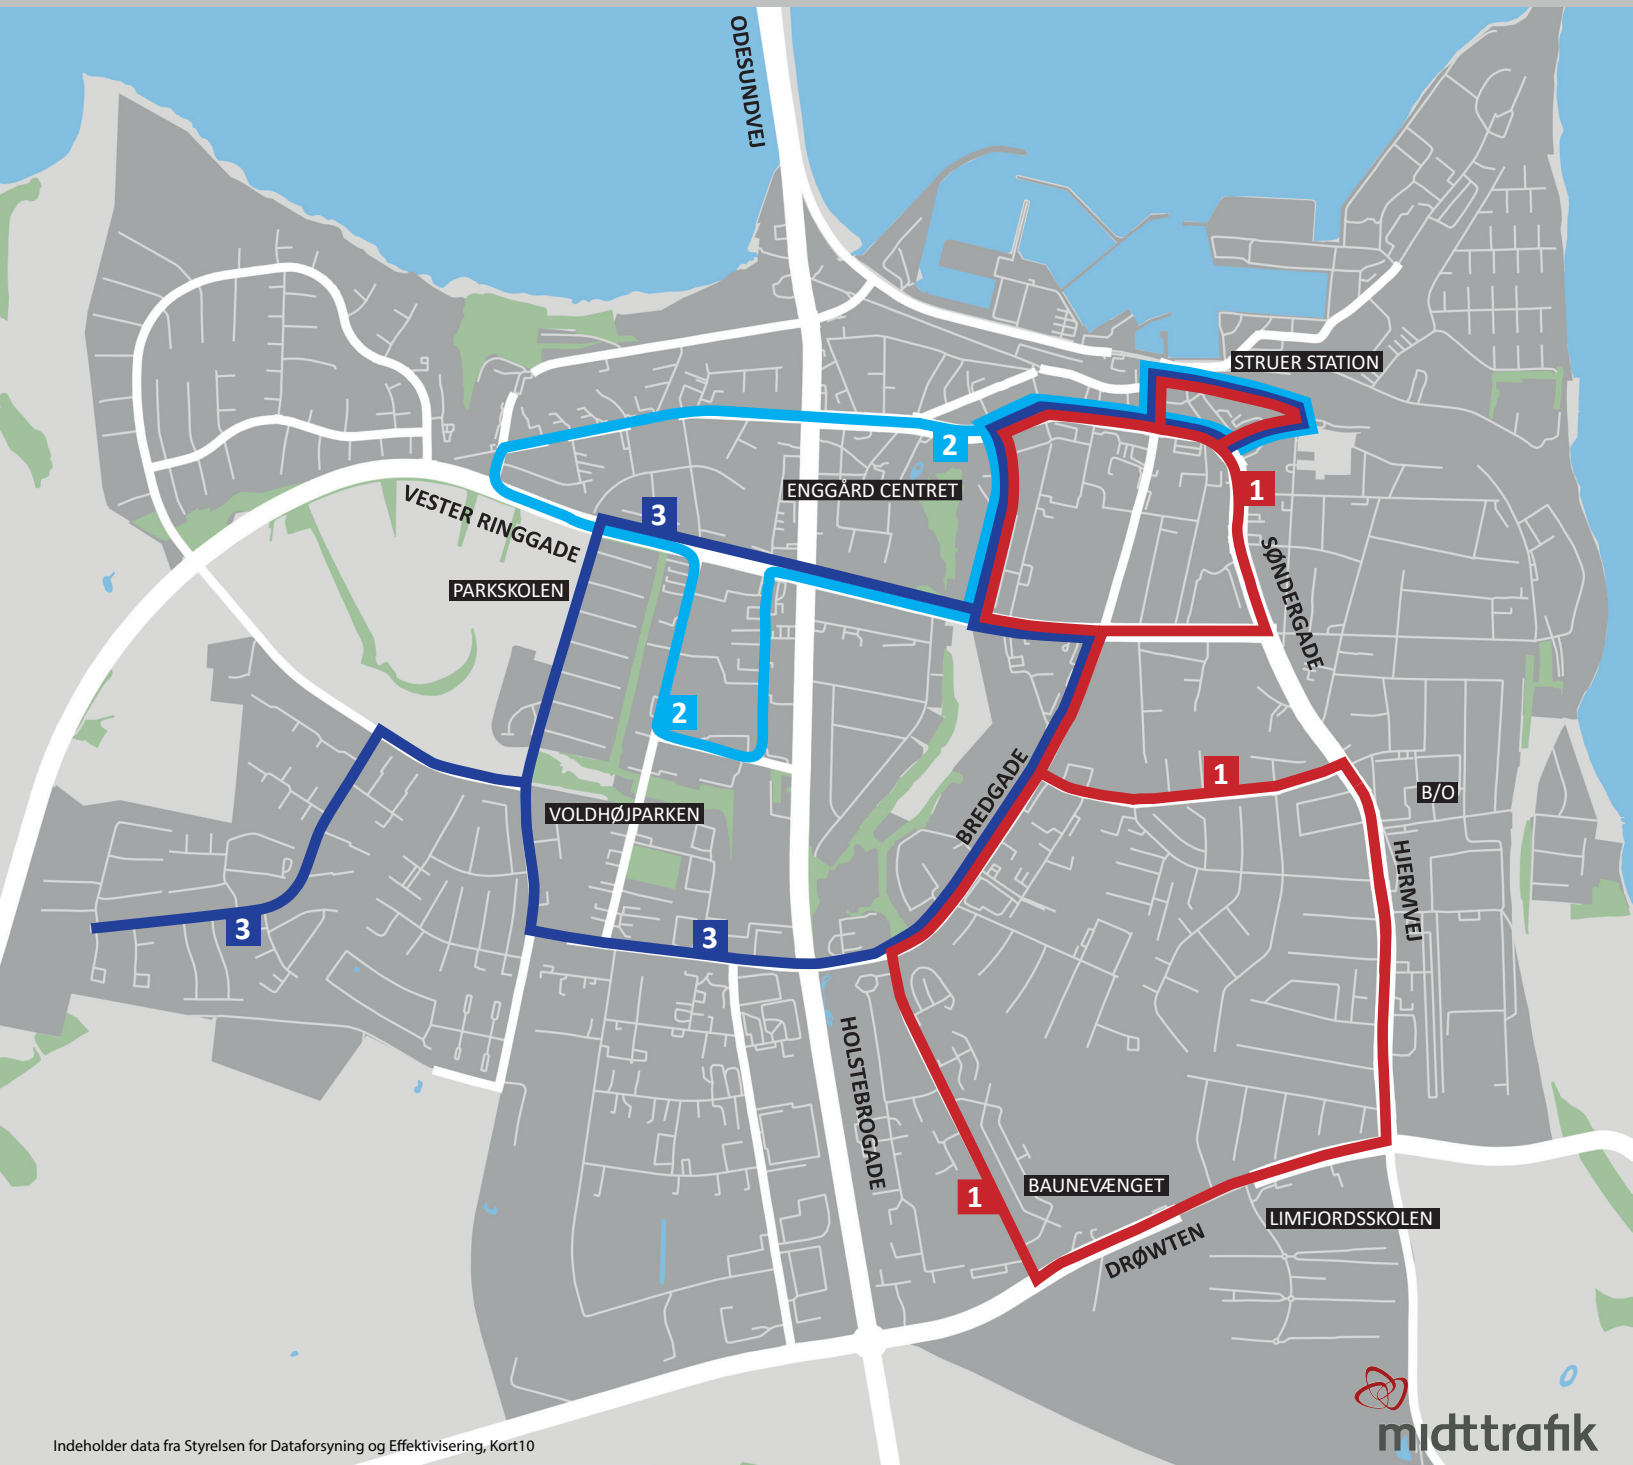 ODESUNDVEJ
STRUER STATION
2
ENGGÅRD CENTRET
1
VESTER RINGGADE
3
SØNDERGADE
PARKSKOLEN
2
BREDGADE
1
B/O
VOLDHØJPARKEN
HJERMVEJ
3
3
HOLSTEBROGADE
BAUNEVÆNGET
1
LIMFJORDSSKOLEN
DRØWTEN
midttrafik
Indeholder data fra Styrelsen for Dataforsyning og Effektivisering, Kort10